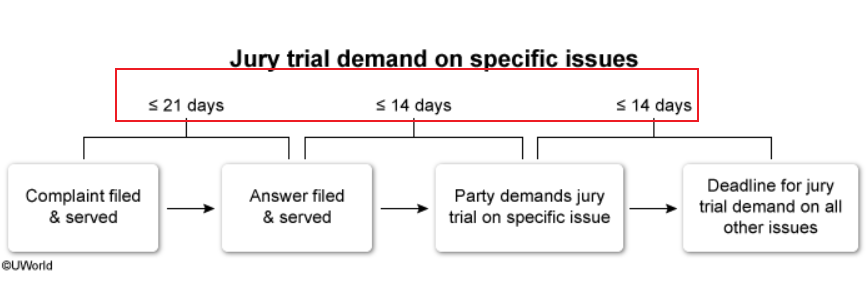 Jury trial demand on specific issues
≤ 21 days
≤ 14 days
≤ 14 days
Complaint filed
& served
Answer filed
& served
Party demands jury
trial on specific issue
Deadline for jury
trial demand on all
other issues
©UWorld